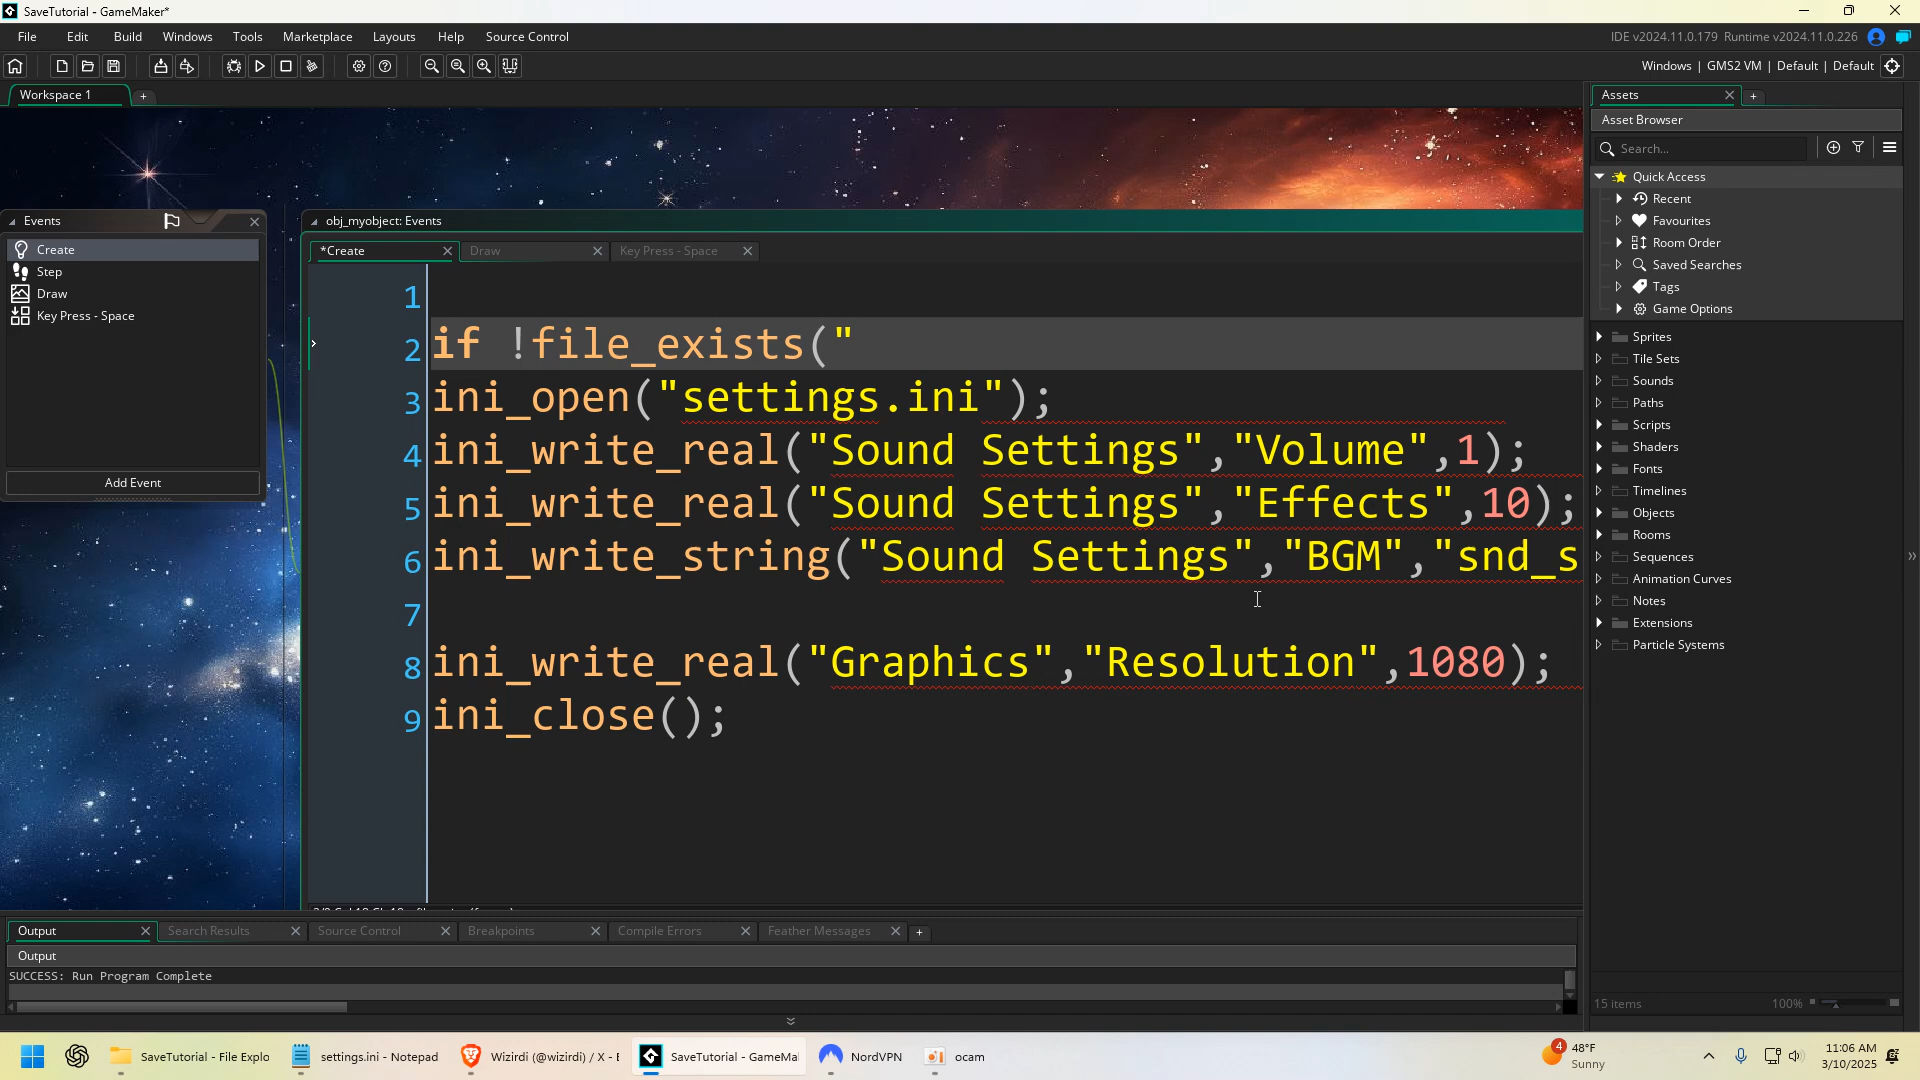 SaveTutorial - GameMaker*
File Edit Build Windows Tools Marketplace Layouts Help Source Control
IDE v2024.11.0.179 Runtime v2024.11.0.226
Windows | GMS2 VM | Default | Default
Workspace 1
Assets
Asset Browser
Search...
Quick Access
Recent
Favourites
Room Order
Saved Searches
Tags
Game Options
Sprites
Tile Sets
Sounds
Paths
Scripts
Shaders
Fonts
Timelines
Objects
Rooms
Sequences
Animation Curves
Notes
Extensions
Particle Systems
15 items 100%
Events
Create
Step
Draw
Key Press - Space
Add Event
obj_myobject: Events
*Create Draw Key Press - Space
1
2 if !file_exists("
3 ini_open("settings.ini");
4 ini_write_real("Sound Settings","Volume",1);
5 ini_write_real("Sound Settings","Effects",10);
6 ini_write_string("Sound Settings","BGM","snd_s
7
8 ini_write_real("Graphics","Resolution",1080);
9 ini_close();
Output Search Results Source Control Breakpoints Compile Errors Feather Messages
Output
SUCCESS: Run Program Complete
SaveTutorial - File Explo
settings.ini - Notepad
Wizirdi (@wizirdi) / X - E
SaveTutorial - GameMal
NordVPN
ocam
4
48°F
Sunny
11:06 AM
3/10/2025